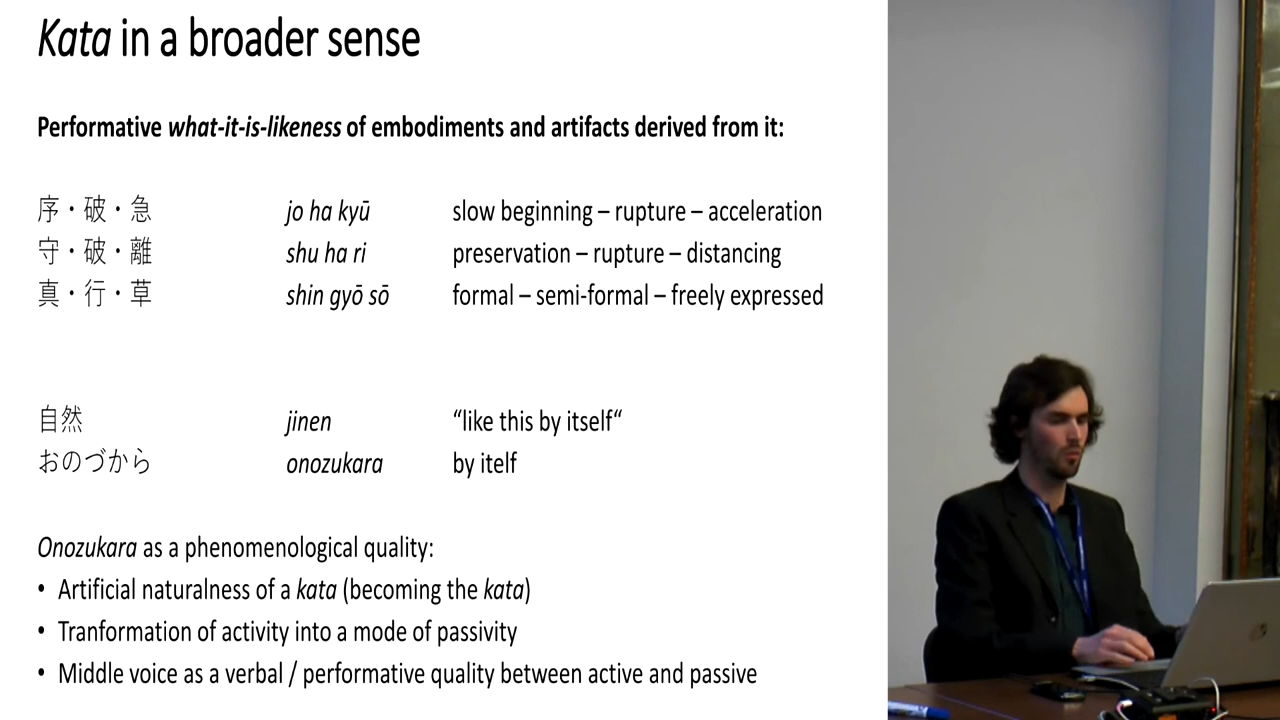 Kata in a broader sense
Performative what-it-is-likeness of embodiments and artifacts derived from it:
序・破・急 jo ha kyū slow beginning – rupture – acceleration
守・破・離 shu ha ri preservation – rupture – distancing
真・行・草 shin gyō sō formal – semi-formal – freely expressed
自然 jinen “like this by itself“
おのづから onozukara by itelf
Onozukara as a phenomenological quality:
• Artificial naturalness of a kata (becoming the kata)
• Tranformation of activity into a mode of passivity
• Middle voice as a verbal / performative quality between active and passive